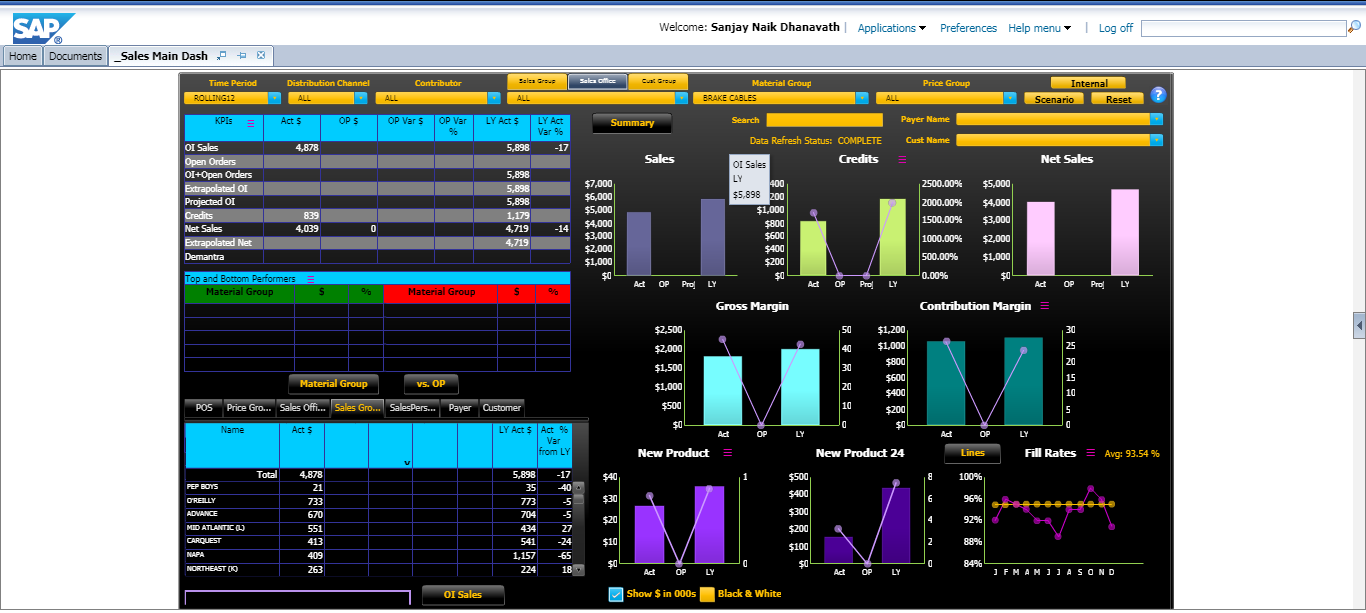 SAP ®
Welcome: Sanjay Naik Dhanavath | Applications Preferences Help menu | Log off
Home Documents _Sales Main Dash
Time Period Distribution Channel Contributor Sales Group Sales Office Cust Group Material Group Price Group Internal
ROLLING12 ALL ALL ALL BRAKE CABLES ALL Scenario Reset ?
KPIs Act $ OP $ OP Var $ OP Var % LY Act $ LY Act Var %
OI Sales 4,878 5,898 -17
Open Orders
OI+Open Orders 5,898
Extrapolated OI 5,898
Projected OI 5,898
Credits 839 1,179
Net Sales 4,039 0 4,719 -14
Extrapolated Net 4,719
Demantra
Summary Search Payer Name
Data Refresh Status: COMPLETE Cust Name
Sales
$7,000
$6,000
$5,000
$4,000
$3,000
$2,000
$1,000
$0
Act OP Proj LY
OI Sales
LY
$5,898
Credits
400
$1,200
$1,000
$800
$600
$400
$200
$0
2500.00%
2000.00%
1500.00%
1000.00%
500.00%
0.00%
Act OP Proj LY
Net Sales
$5,000
$4,000
$3,000
$2,000
$1,000
$0
Act OP Proj LY
Top and Bottom Performers
Material Group $ % Material Group $ %
Gross Margin
$2,500
$2,000
$1,500
$1,000
$500
$0
50
40
30
20
10
0
Act OP LY
Contribution Margin
$1,200
$1,000
$800
$600
$400
$200
$0
30
25
20
15
10
5
0
Act OP LY
Material Group vs. OP
POS Price Gro... Sales Offi... Sales Gro... SalesPers... Payer Customer
Name Act $ LY Act $ Act % Var from LY
Total 4,878 5,898 -17
PEP BOYS 21 35 -40
O'REILLY 733 773 -5
ADVANCE 670 704 -5
MID ATLANTIC (L) 551 434 27
CARQUEST 413 541 -24
NAPA 409 1,157 -65
NORTHEAST (K) 263 224 18
OI Sales
New Product
$40
$30
$20
$10
$0
1
0
Act OP LY
New Product 24
$500
$400
$300
$200
$100
$0
8
6
4
2
0
Act OP LY
Lines Fill Rates Avg: 93.54 %
100%
96%
92%
88%
84%
J F M A M J J A S O N D
Show $ in 000s Black & White